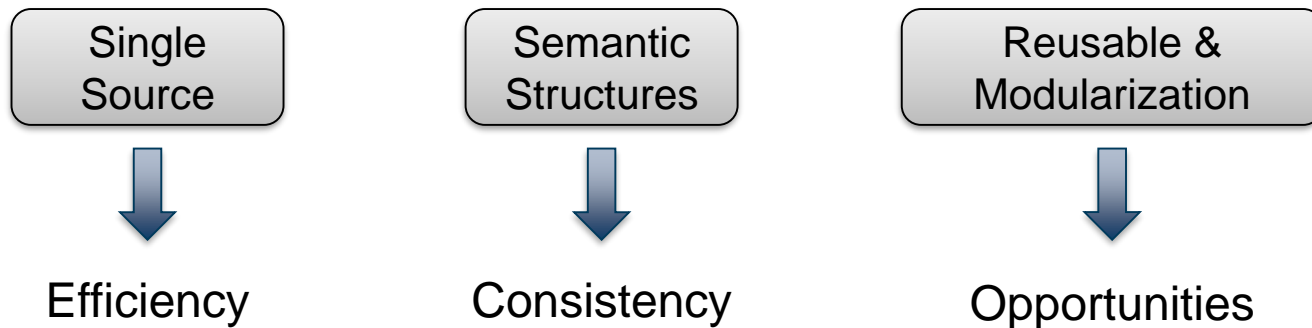 Single
Source
Semantic
Structures
Reusable &
Modularization
Efficiency
Consistency
Opportunities